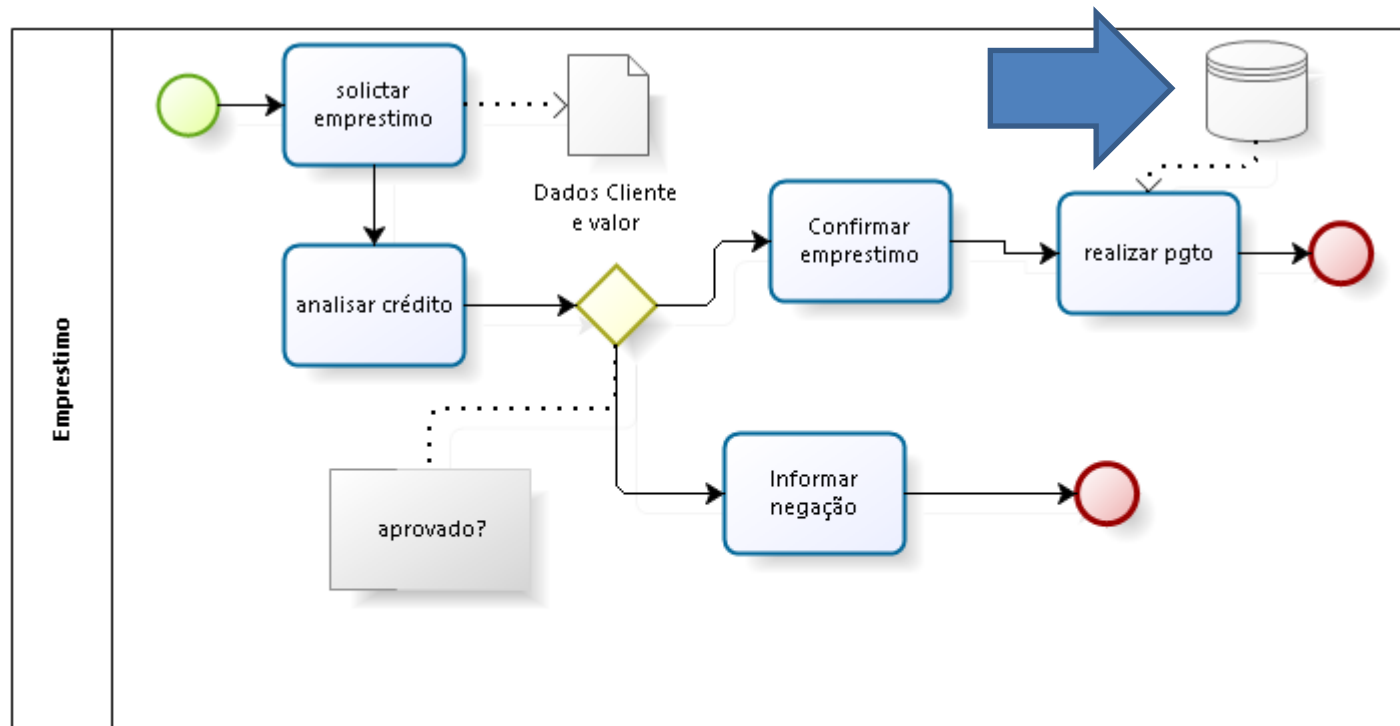 Emprestimo
solictar
emprestimo
Dados Cliente
e valor
Confirmar
emprestimo
realizar pgto
analisar crédito
aprovado?
Informar
negação